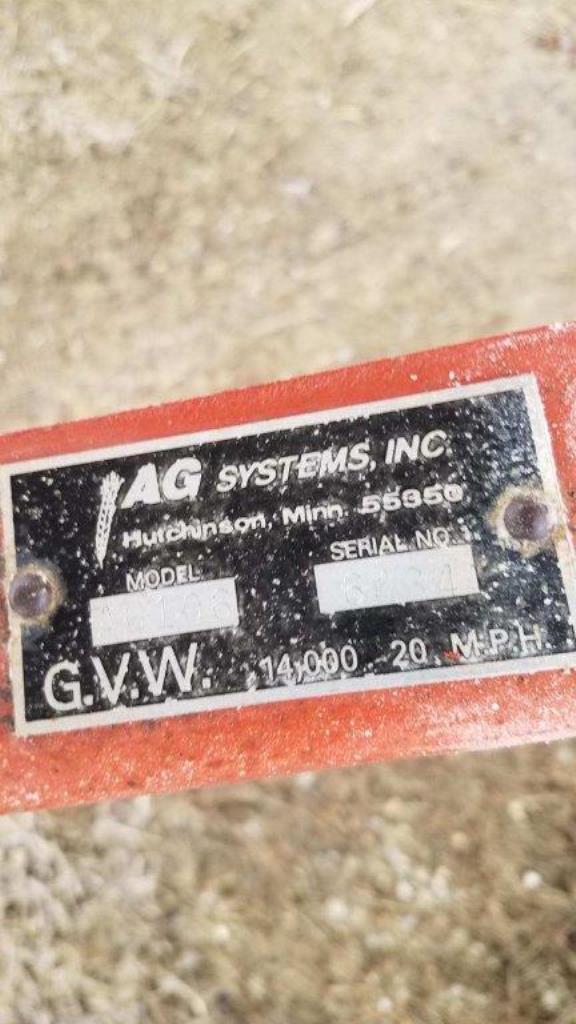 AG SYSTEMS, INC
Hutchinson, Minn. 55350
MODEL SERIAL NO.
G.V.W. 14,000 20 M.P.H.